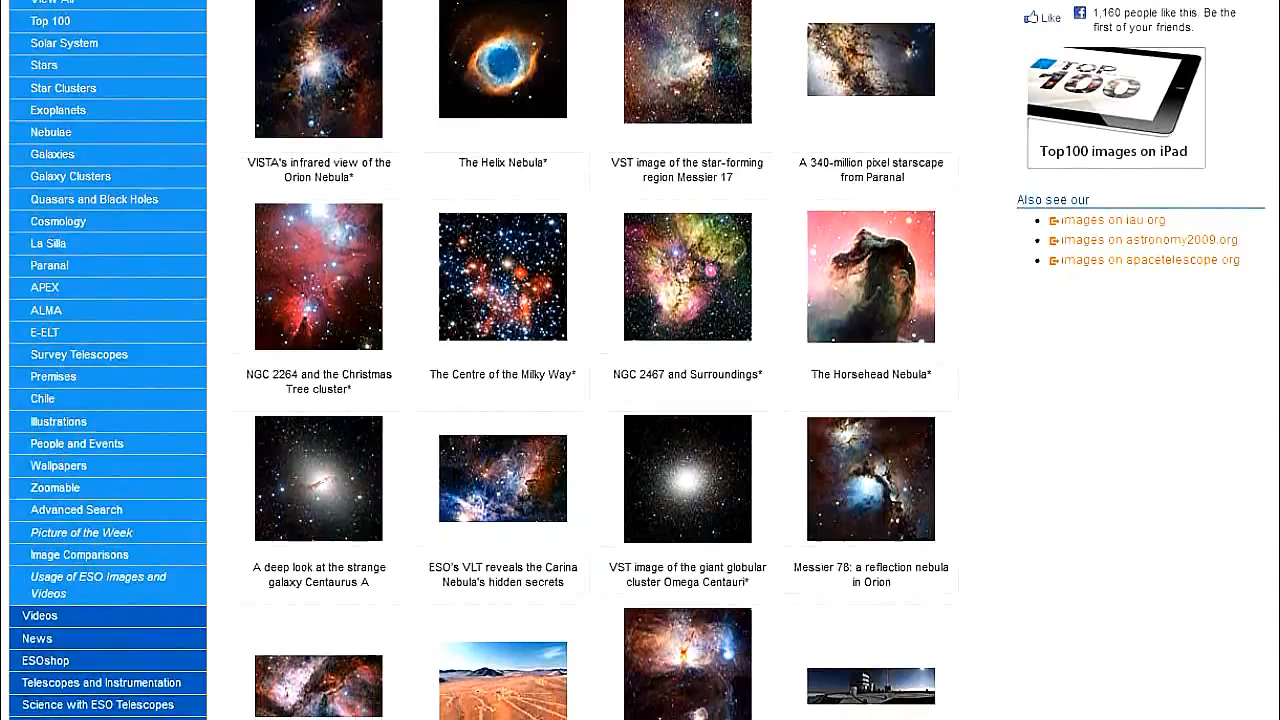 View All
Top 100
Solar System
Stars
Star Clusters
Exoplanets
Nebulae
Galaxies
Galaxy Clusters
Quasars and Black Holes
Cosmology
La Silla
Paranal
APEX
ALMA
E-ELT
Survey Telescopes
Premises
Chile
Illustrations
People and Events
Wallpapers
Zoomable
Advanced Search
Picture of the Week
Image Comparisons
Usage of ESO Images and
Videos
Videos
News
ESOshop
Telescopes and Instrumentation
Science with ESO
VISTA's infrared view of the
Orion Nebula*
The Helix Nebula*
VST image of the star-forming
region Messier 17
A 340-million pixel starscape
from Paranal
NGC 2264 and the Christmas
Tree cluster*
The Centre of the Milky Way*
NGC 2467 and Surroundings*
The Horsehead Nebula*
A deep look at the strange
galaxy Centaurus A
ESO's VLT reveals the Carina
Nebula's hidden secrets
VST image of the giant globular
cluster Omega Centauri*
Messier 78: a reflection nebula
in Orion
Like
1,160 people like this. Be the
first of your friends.
TOP
100
Top100 images on iPad
Also see our
images on iau.org
images on astronomy2009.org
images on apacetelescope.org